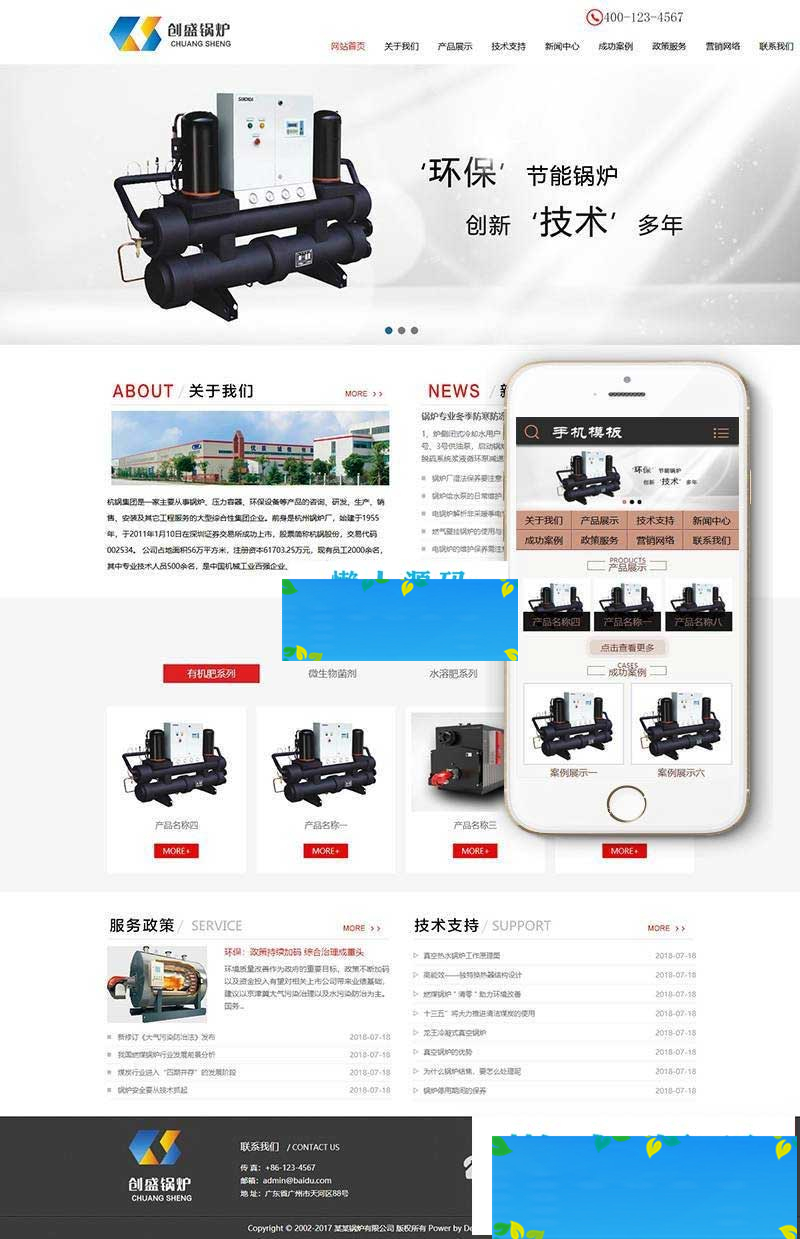 创盛锅炉
CHUANG SHENG
400-123-4567
网站首页 关于我们 产品展示 技术支持 新闻中心 成功案例 政策服务 营销网络 联系我们
‘环保’ 节能锅炉
创新 ‘技术’ 多年
ABOUT / 关于我们
MORE >>
杭锅集团是一家主要从事锅炉、压力容器、环保设备等产品的咨询、研发、生产、销
售、安装及其它工程服务的大型综合性集团企业。前身是杭州锅炉厂，始建于1955
年，于2011年1月10日在深圳证券交易所成功上市，股票简称杭锅股份，交易代码
002534。 公司占地面积56万平方米，注册资本61703.25万元，现有员工2000余名，
其中专业技术人员500余名，是中国机械工业百强企业。
NEWS /
锅炉专业冬季防寒防冻
1、炉侧闭式冷却水用户
号、3号供油泵，启动锅炉
脱硫系统浆液循环泵减速
锅炉厂湿法保养要注意
锅炉给水泵的日常维护
电锅炉解析非采暖季电
燃气壁挂锅炉的使用与
电锅炉的维护保养需注意
手机模板
‘环保’ 节能锅炉
创新 ‘技术’ 多年
关于我们 产品展示 技术支持 新闻中心
成功案例 政策服务 营销网络 联系我们
PRODUCTS
产品展示
产品名称四 产品名称一 产品名称八
点击查看更多
CASES
成功案例
案例展示一 案例展示六
有机肥系列 微生物菌剂 水溶肥系列
产品名称四 产品名称一 产品名称三
MORE+ MORE+ MORE+ MORE+
服务政策 / SERVICE
MORE >>
环保：政策持续加码 综合治理成重头
环境质量改善作为政府的重要目标，政策不断加码
以及资金投入有望对相关上市公司带来业绩基础，
建议以京津冀大气污染治理以及水污染防治为主。
国务...
新修订《大气污染防治法》发布 2018-07-18
我国燃煤锅炉行业发展前景分析 2018-07-18
煤炭行业进入“四期并存”的发展阶段 2018-07-18
锅炉安全要从技术抓起 2018-07-18
技术支持 / SUPPORT
MORE >>
真空热水锅炉工作原理图 2018-07-18
高能效——独特换热器结构设计 2018-07-18
燃煤锅炉＂清零＂助力环境改善 2018-07-18
十三五”将大力推进清洁煤炭的使用 2018-07-18
龙王冷凝式真空锅炉 2018-07-18
真空锅炉的优势 2018-07-18
为什么锅炉结焦，要怎么处理呢 2018-07-18
锅炉停用期间的保养 2018-07-18
创盛锅炉
CHUANG SHENG
联系我们 / CONTACT US
传 真：+86-123-4567
邮箱：admin@baidu.com
地 址：广东省广州市天河区88号
Copyright © 2002-2017 某某锅炉有限公司 版权所有 Power by De